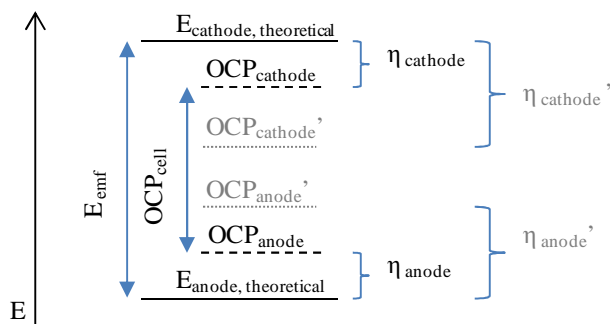 E
E_emf
OCP_cell
E_cathode, theoretical
OCP_cathode
OCP_cathode’
OCP_anode’
OCP_anode
E_anode, theoretical
η_cathode
η_cathode’
η_anode’
η_anode